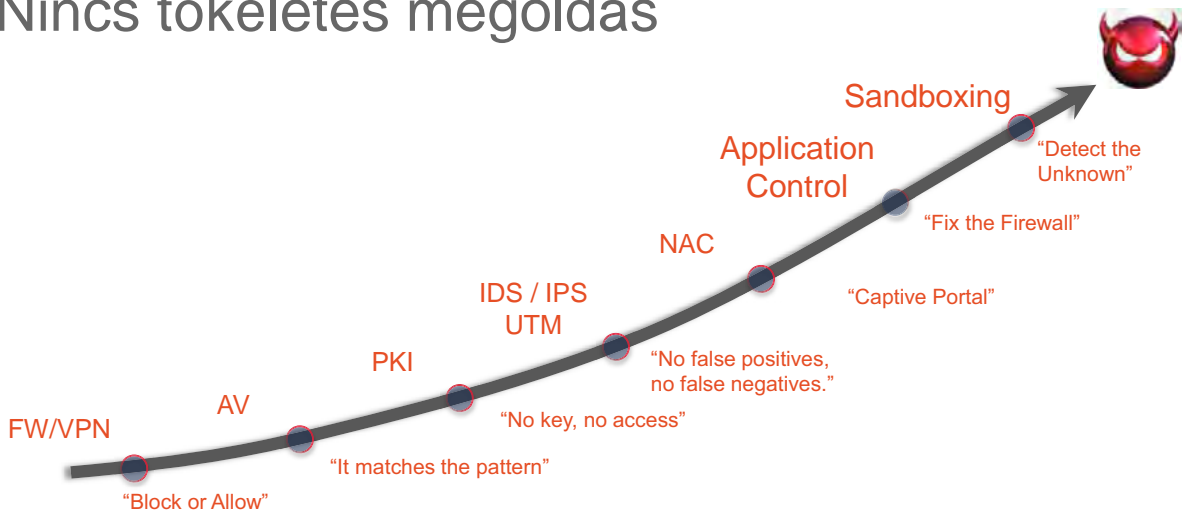 Nincs tökéletes megoldás
Sandboxing
“Detect the
Unknown”
Application
Control
“Fix the Firewall”
NAC
“Captive Portal”
IDS / IPS
UTM
“No false positives,
no false negatives.”
PKI
“No key, no access”
AV
“It matches the pattern”
FW/VPN
“Block or Allow”